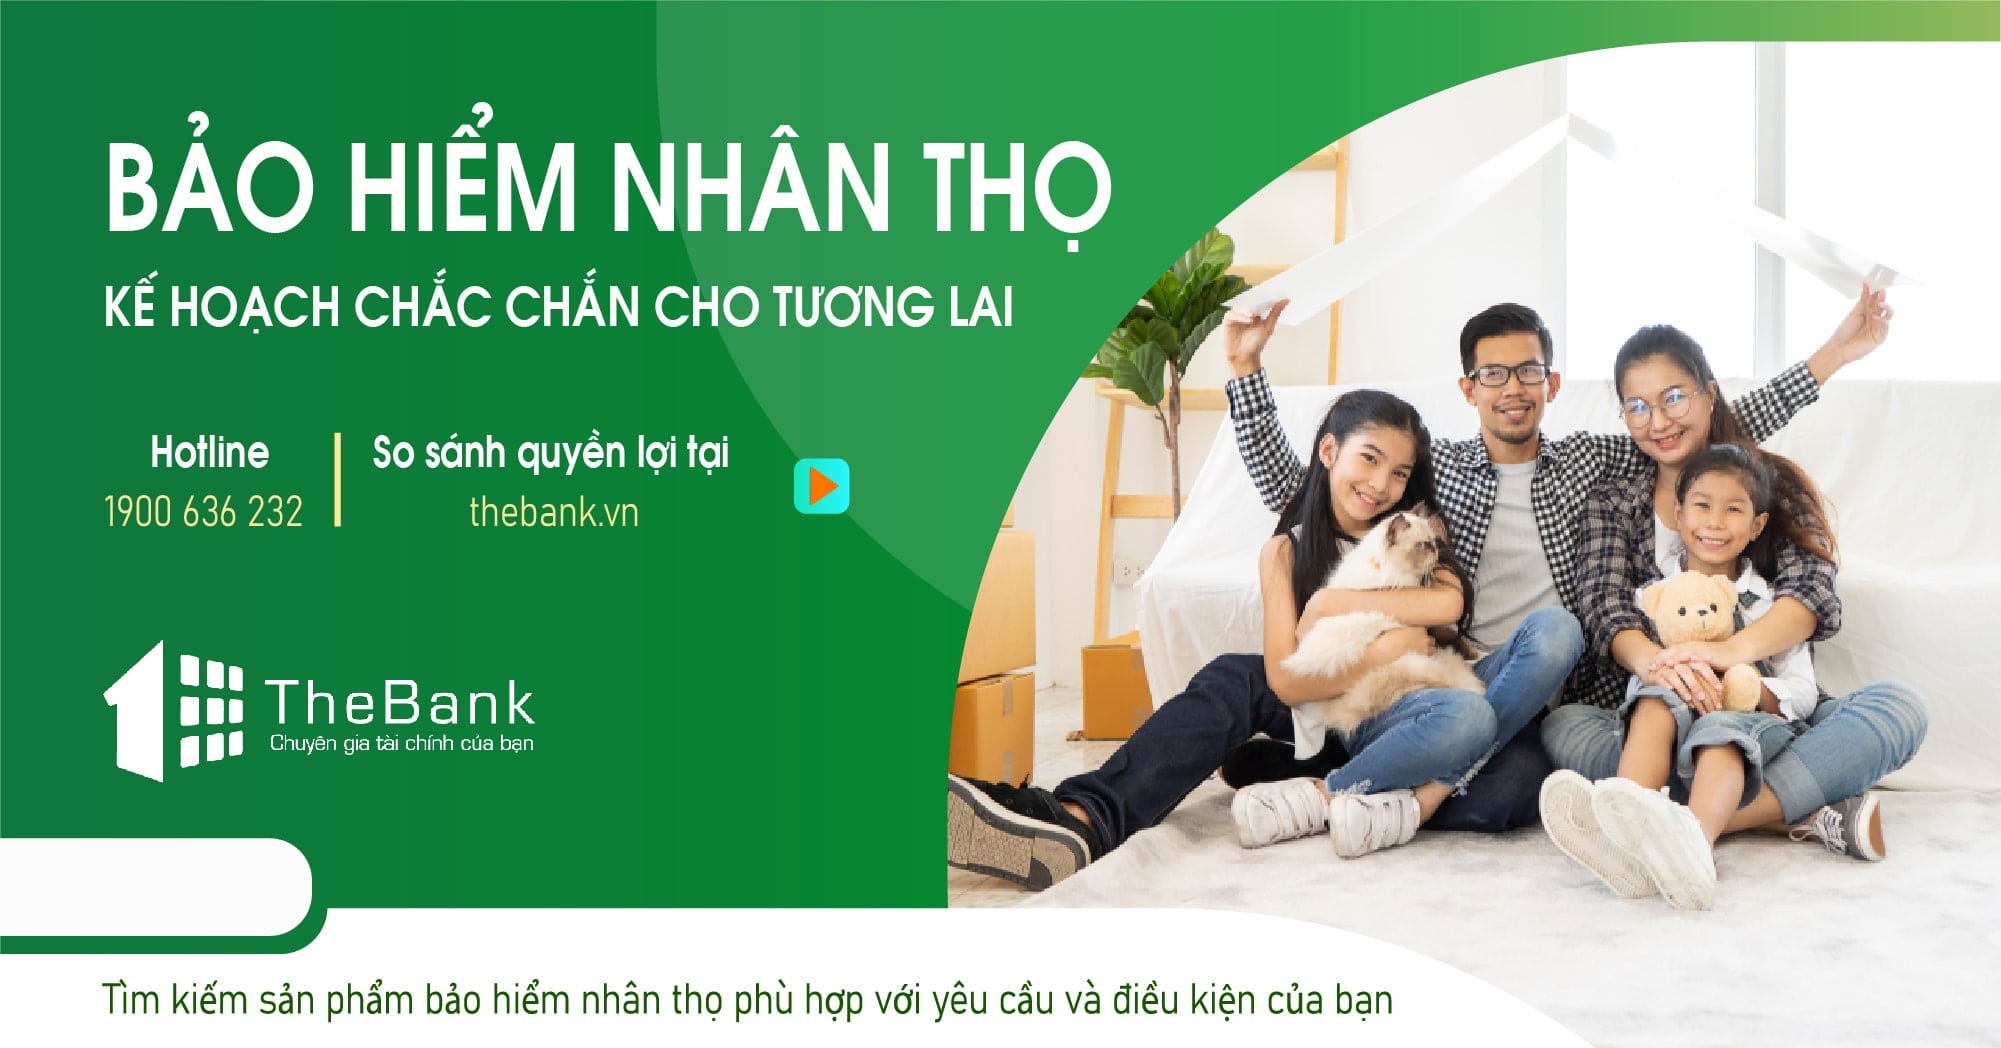 BẢO HIỂM NHÂN THỌ
KẾ HOẠCH CHẮC CHẮN CHO TƯƠNG LAI
Hotline
1900 636 232
So sánh quyền lợi tại
thebank.vn
TheBank
Chuyên gia tài chính của bạn
Tìm kiếm sản phẩm bảo hiểm nhân thọ phù hợp với yêu cầu và điều kiện của bạn